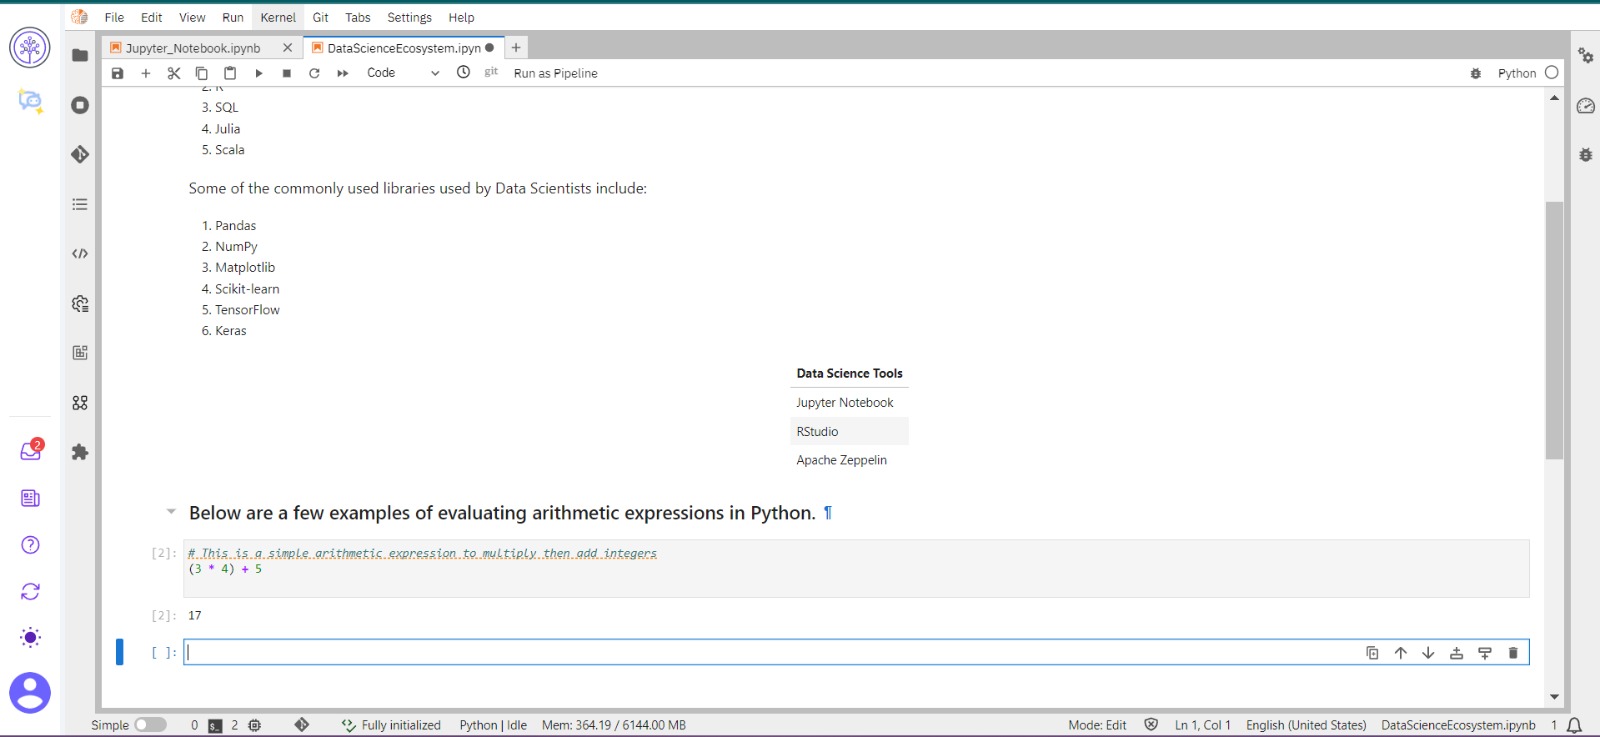 File Edit View Run Kernel Git Tabs Settings Help
Jupyter_Notebook.ipynb
DataScienceEcosystem.ipyn
Code
git
Run as Pipeline
Python
2. R
3. SQL
4. Julia
5. Scala
Some of the commonly used libraries used by Data Scientists include:
1. Pandas
2. NumPy
3. Matplotlib
4. Scikit-learn
5. TensorFlow
6. Keras
Data Science Tools
Jupyter Notebook
RStudio
Apache Zeppelin
Below are a few examples of evaluating arithmetic expressions in Python. ¶
[2]: # This is a simple arithmetic expression to multiply then add integers
(3 * 4) + 5
[2]: 17
[ ]:
2
Simple 0 $_ 2 Fully initialized Python | Idle Mem: 364.19 / 6144.00 MB Mode: Edit Ln 1, Col 1 English (United States) DataScienceEcosystem.ipynb 1